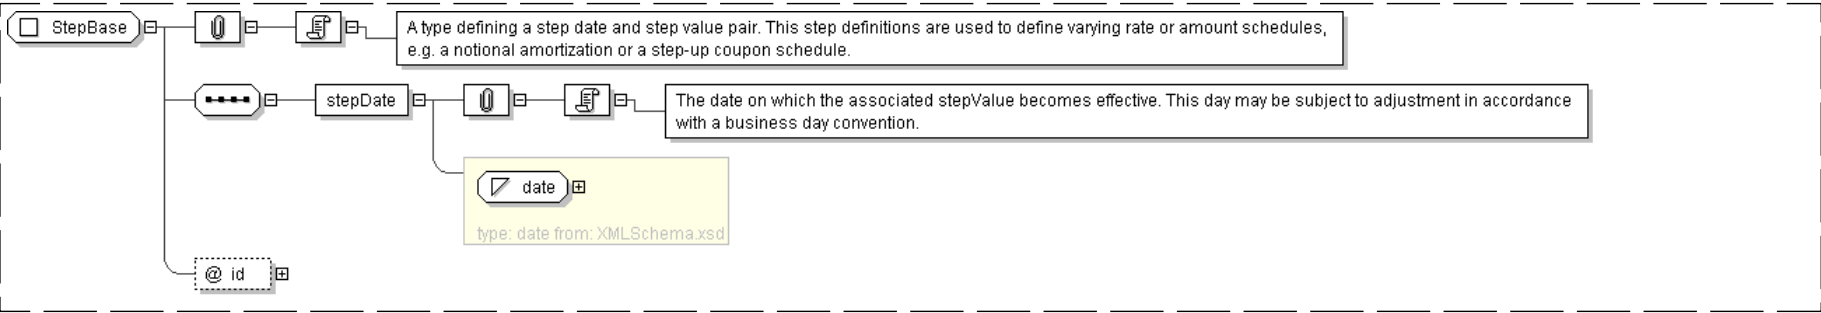 StepBase
A type defining a step date and step value pair. This step definitions are used to define varying rate or amount schedules,
e.g. a notional amortization or a step-up coupon schedule.
stepDate
The date on which the associated stepValue becomes effective. This day may be subject to adjustment in accordance
with a business day convention.
date
type: date from: XMLSchema.xsd
@ id